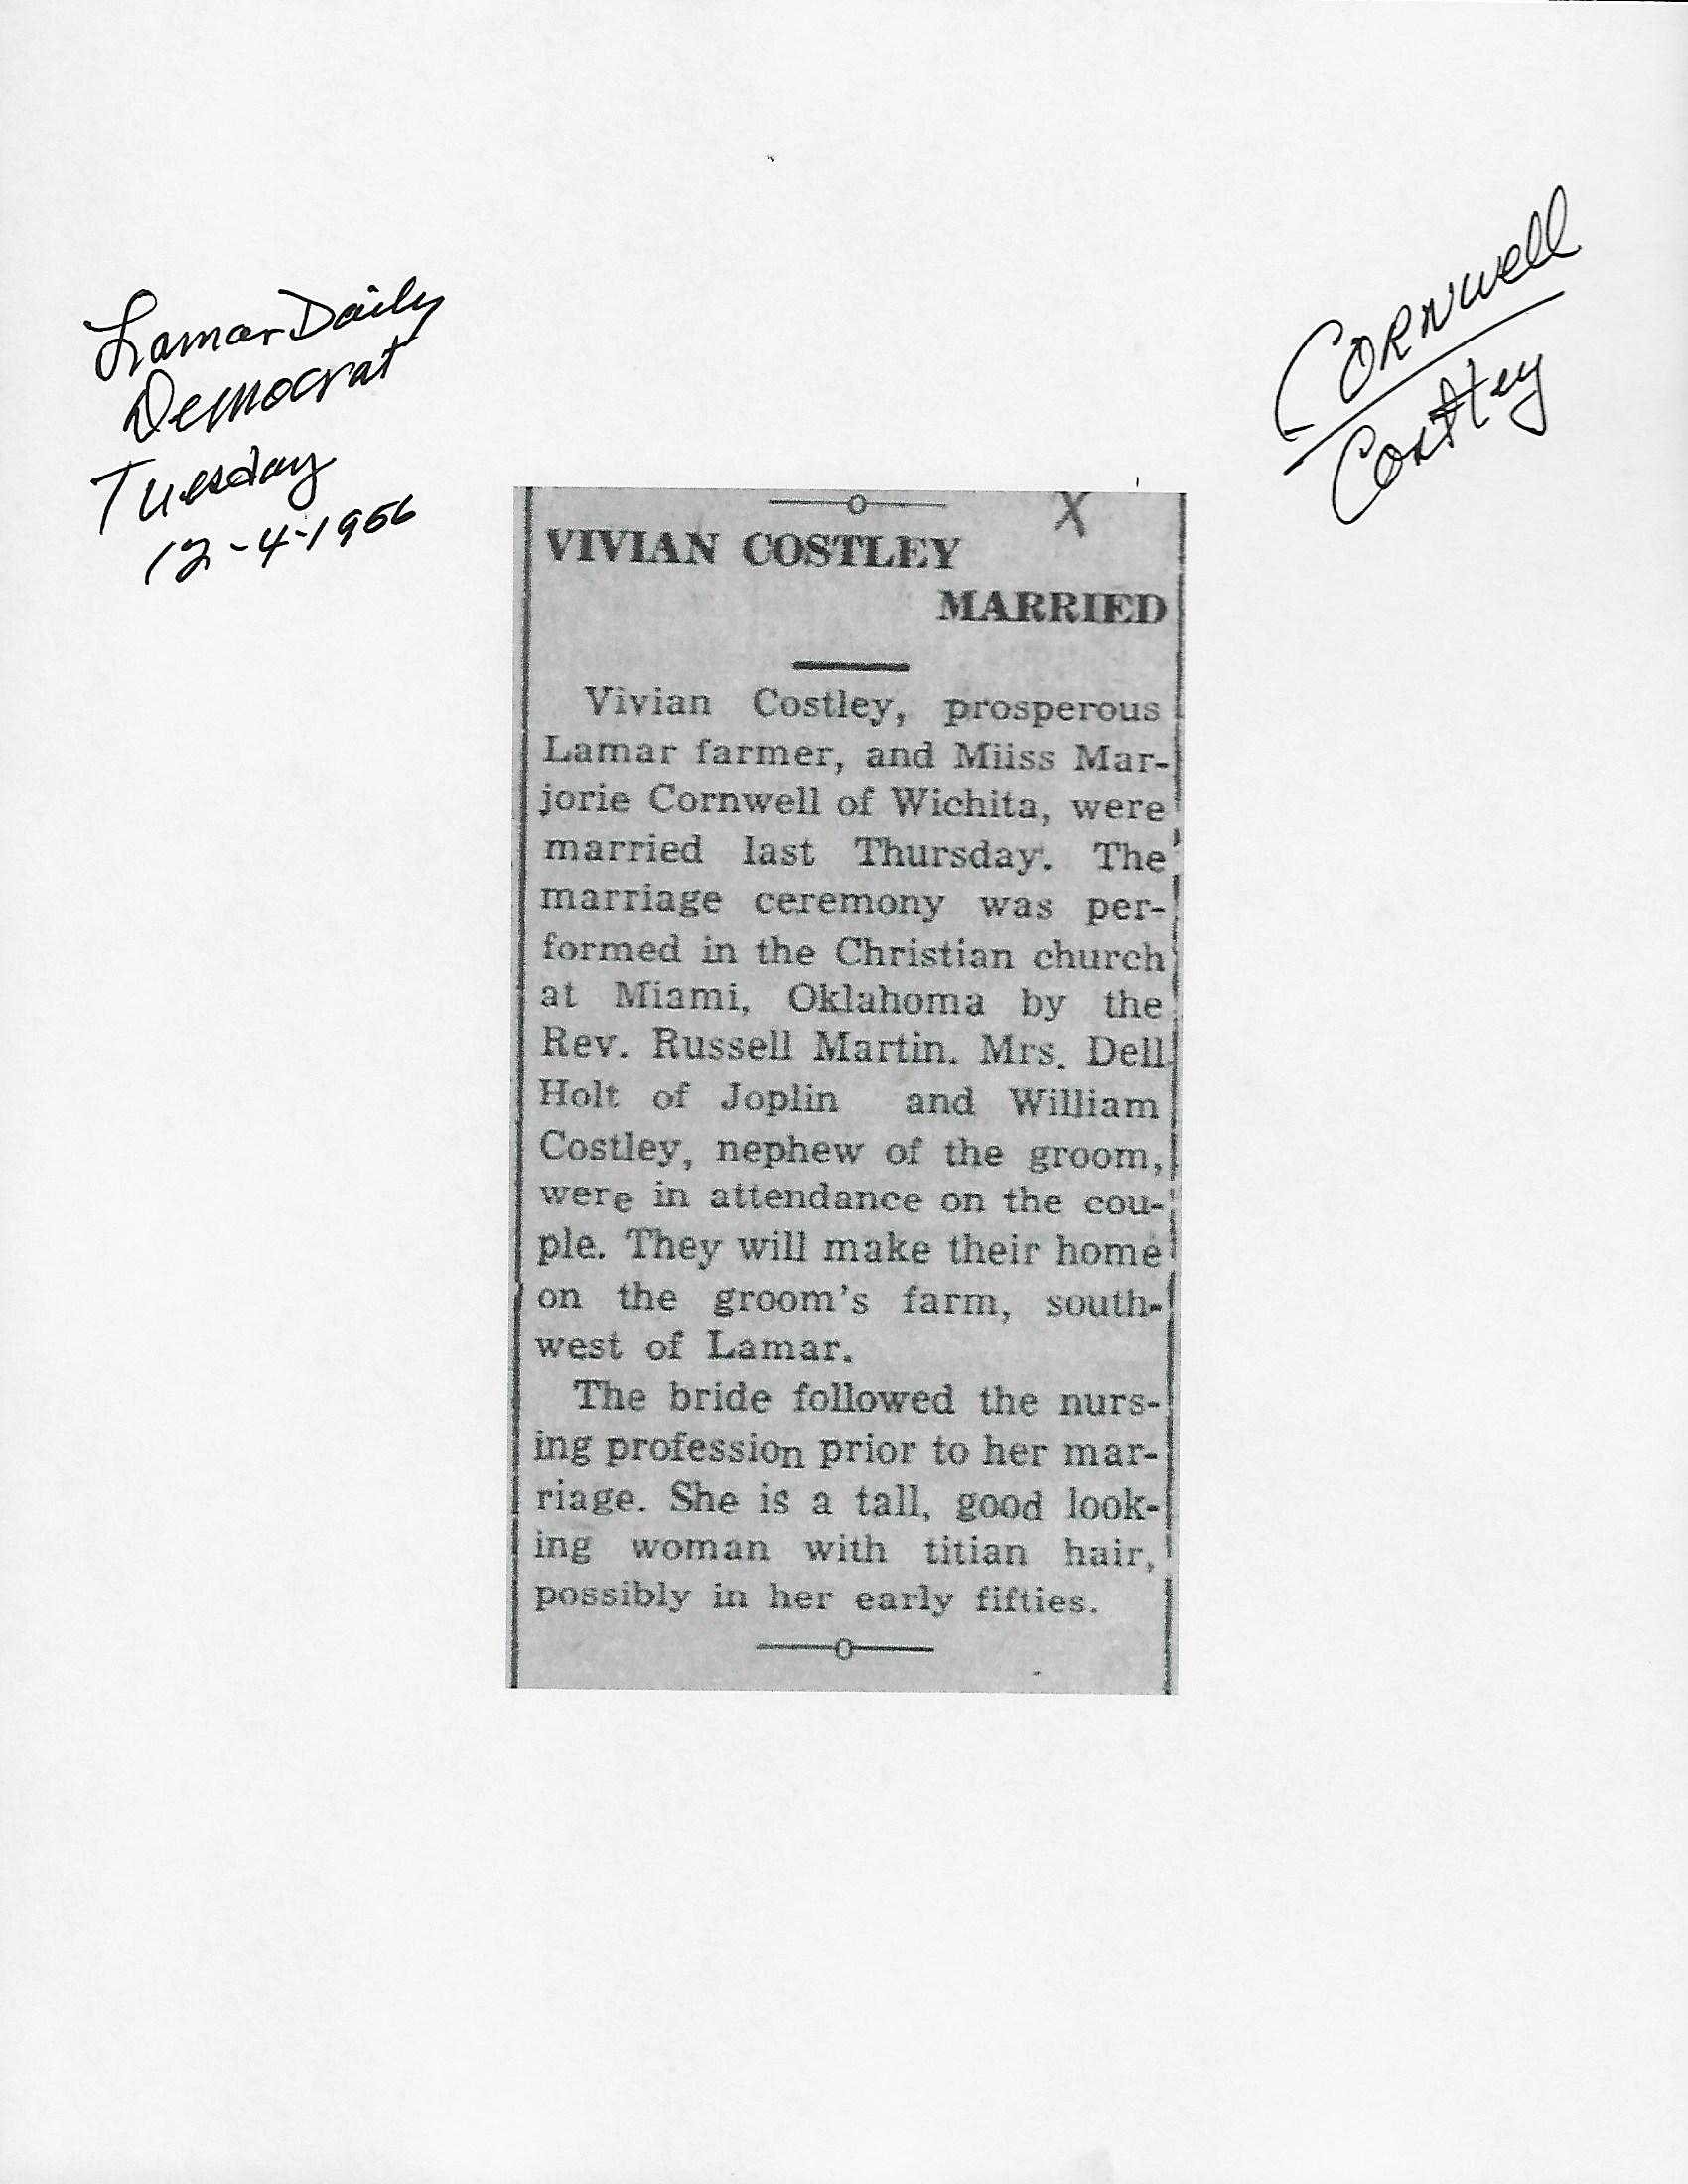 Lamar Daily
Democrat
Tuesday
12-4-1956
Cornwell
Costley
X
VIVIAN COSTLEY
MARRIED
Vivian Costley, prosperous
Lamar farmer, and Miiss Mar-
jorie Cornwell of Wichita, were
married last Thursday. The
marriage ceremony was per-
formed in the Christian church
at Miami, Oklahoma by the
Rev. Russell Martin. Mrs. Dell
Holt of Joplin and William
Costley, nephew of the groom,
were in attendance on the cou-
ple. They will make their home
on the groom's farm, south-
west of Lamar.
The bride followed the nurs-
ing profession prior to her mar-
riage. She is a tall, good look-
ing woman with titian hair,
possibly in her early fifties.